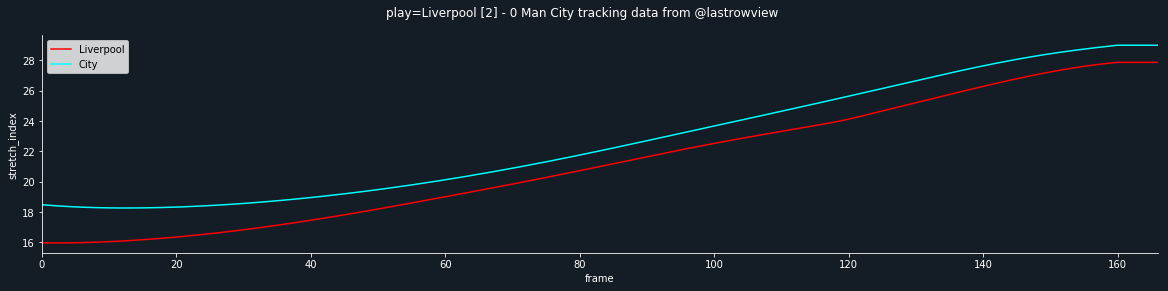 play=Liverpool [2] - 0 Man City tracking data from @lastrowview
Liverpool
City
28
26
24
22
20
18
16
stretch_index
0 20 40 60 80 100 120 140 160
frame